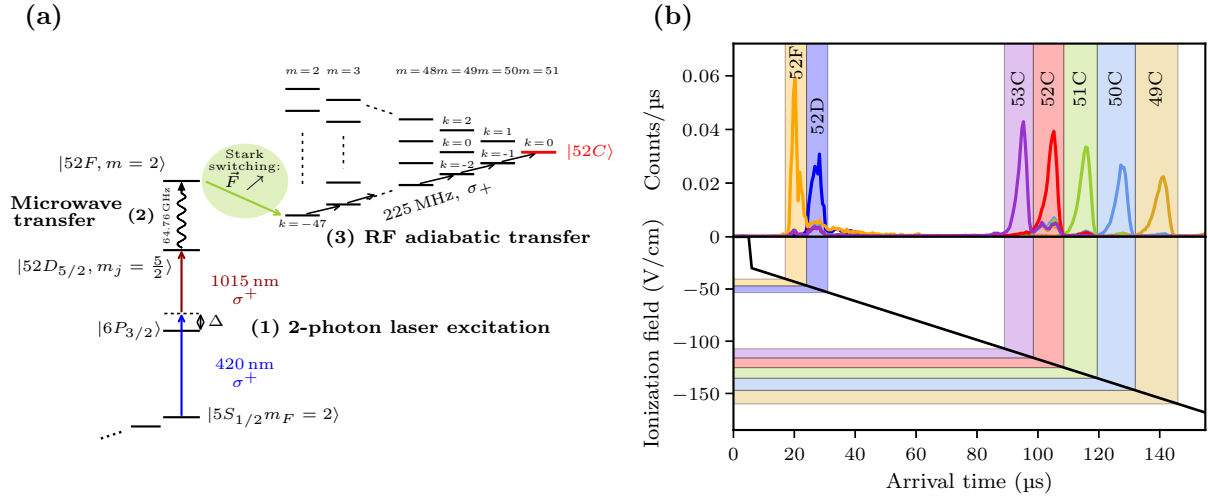 (a)
m = 2
m = 3
m = 48
m = 49
m = 50
m = 51
k = 2
k = 1
k = 0
k = 0
k = -1
k = -2
|52C⟩
225 MHz, σ+
(3) RF adiabatic transfer
Stark
switching:
F⃗ ↗
k = −47
|52F, m = 2⟩
Microwave
transfer
(2)
64.76 GHz
|52D5/2, mj = 5/2⟩
1015 nm
σ+
Δ
|6P3/2⟩
(1) 2-photon laser excitation
420 nm
σ+
|5S1/2 mF = 2⟩
(b)
52F
52D
53C
52C
51C
50C
49C
Counts/µs
0.06
0.04
0.02
0
Ionization field (V/cm)
−50
−100
−150
0
20
40
60
80
100
120
140
Arrival time (µs)